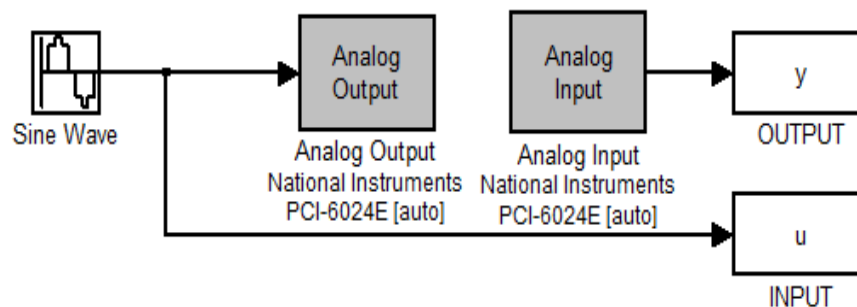 Sine Wave
Analog
Output
Analog Output
National Instruments
PCI-6024E [auto]
Analog
Input
Analog Input
National Instruments
PCI-6024E [auto]
y
OUTPUT
u
INPUT